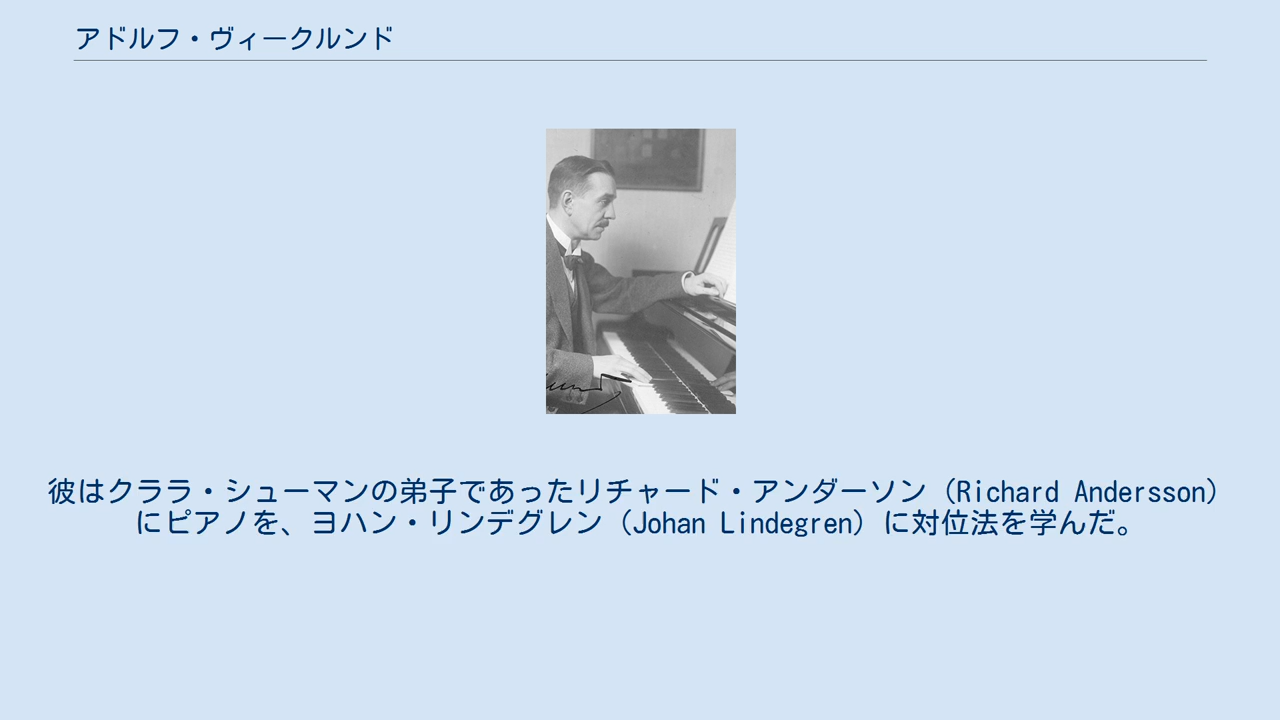 アドルフ・ヴィークルンド
彼はクララ・シューマンの弟子であったリチャード・アンダーソン（Richard Andersson）
にピアノを、ヨハン・リンデグレン（Johan Lindegren）に対位法を学んだ。